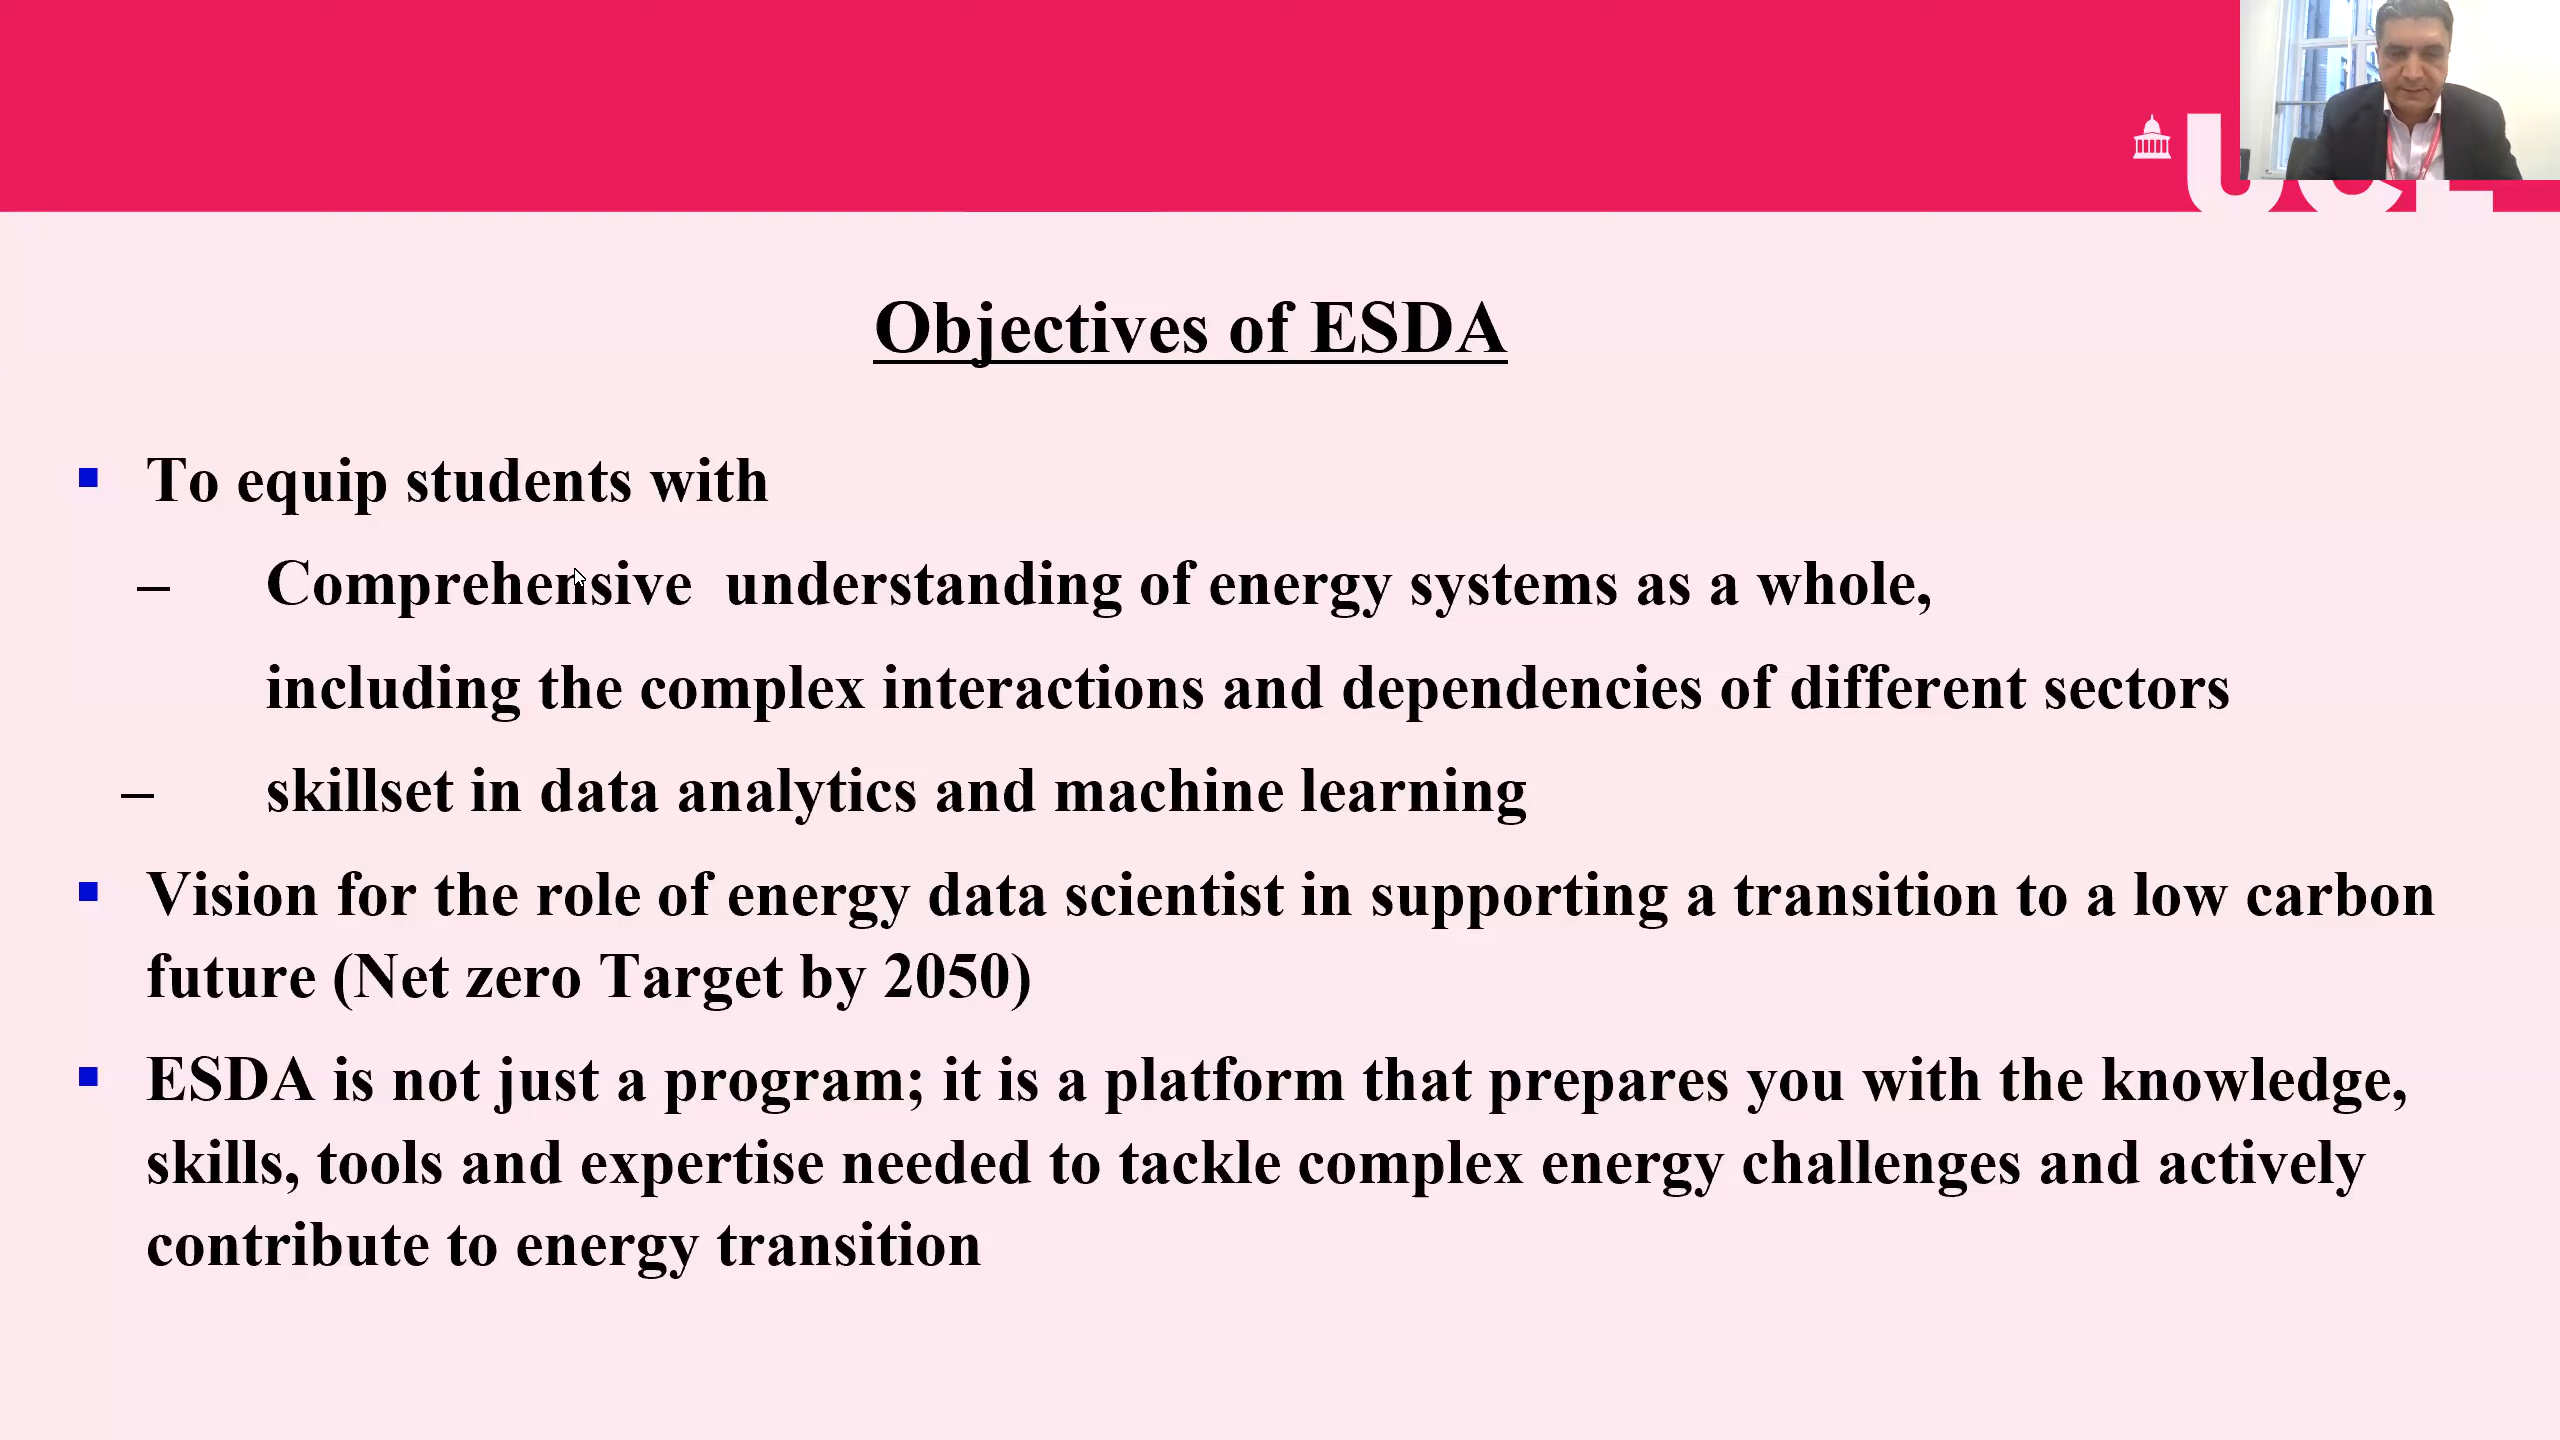 UCL
Objectives of ESDA
▪ To equip students with
– Comprehensive understanding of energy systems as a whole,
including the complex interactions and dependencies of different sectors
– skillset in data analytics and machine learning
▪ Vision for the role of energy data scientist in supporting a transition to a low carbon
future (Net zero Target by 2050)
▪ ESDA is not just a program; it is a platform that prepares you with the knowledge,
skills, tools and expertise needed to tackle complex energy challenges and actively
contribute to energy transition